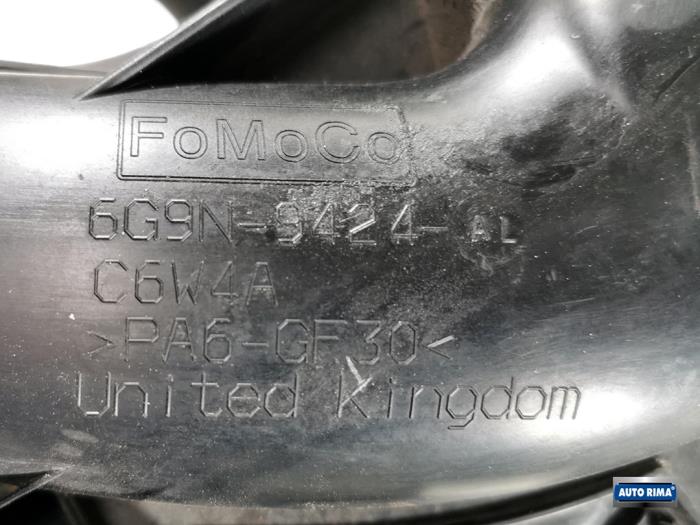 FoMoCo
6G9N-9424-AL
C6W4A
>PA6-GF30<
United Kingdom
AUTO RIMA